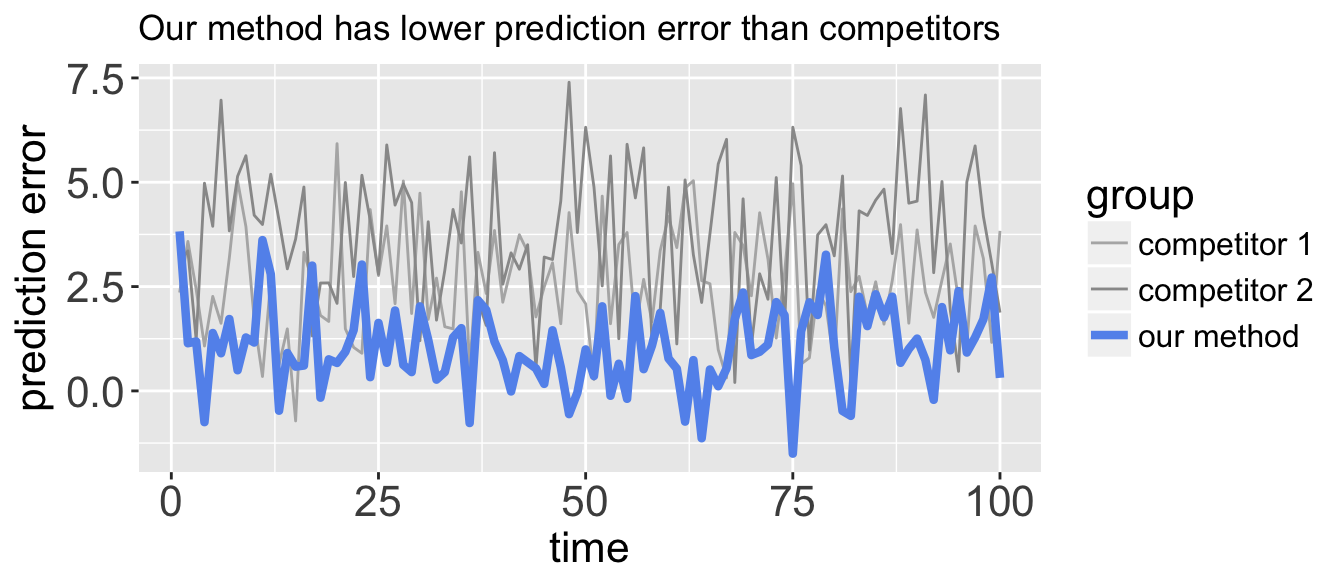 Our method has lower prediction error than competitors
7.5
5.0
2.5
0.0
prediction error
0
25
50
75
100
time
group
competitor 1
competitor 2
our method